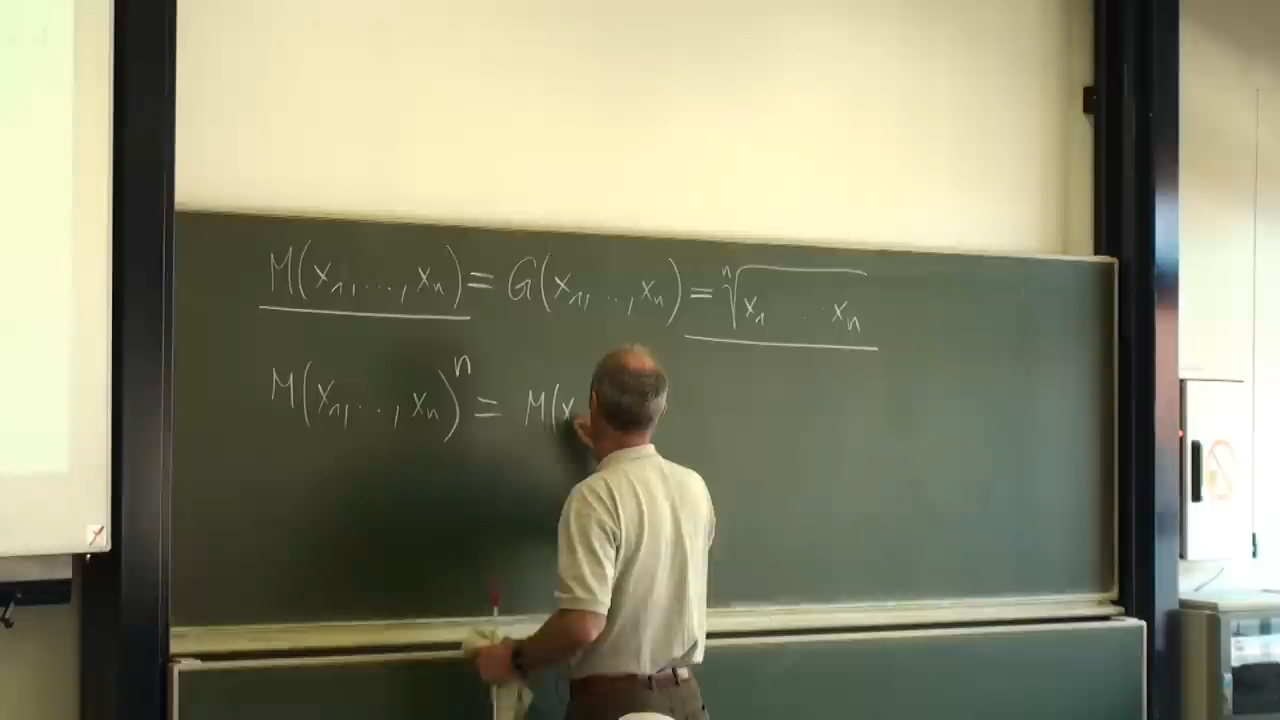 M(x₁,...,xₙ) = G(x₁,..,xₙ) = ⁿ√x₁ ... xₙ
M(x₁,...,xₙ)ⁿ = M(x